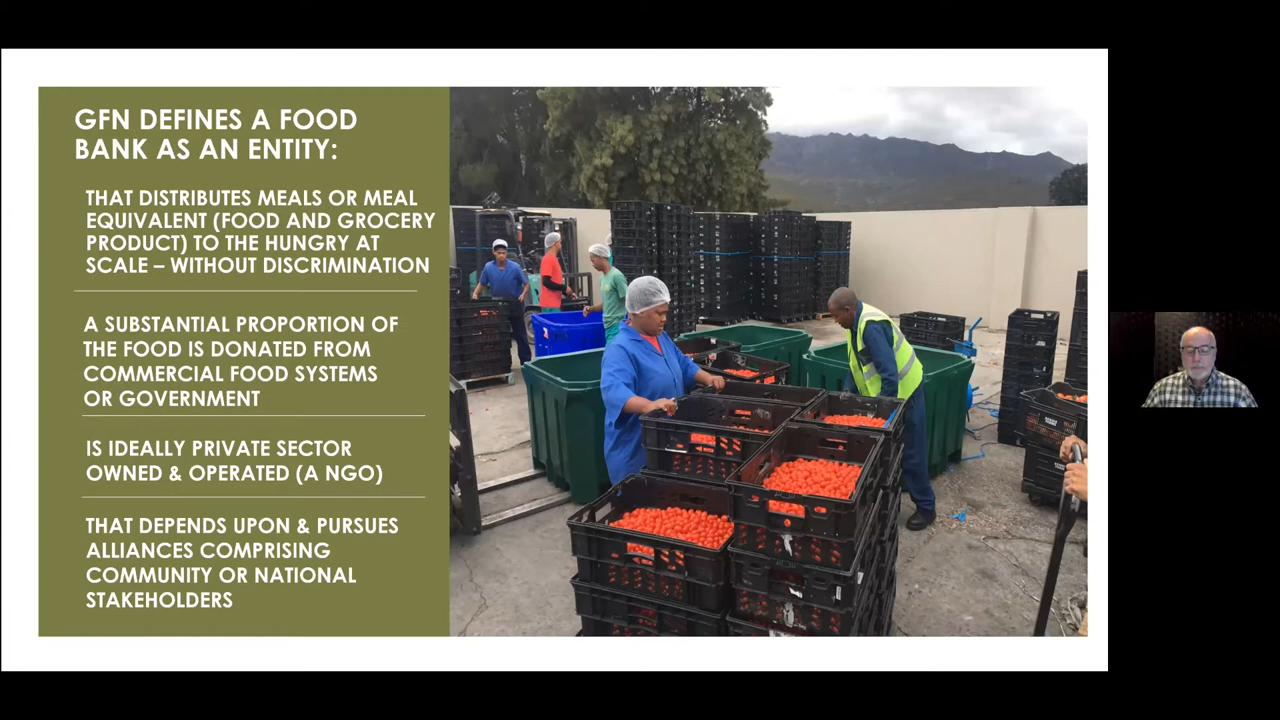 GFN DEFINES A FOOD
BANK AS AN ENTITY:
THAT DISTRIBUTES MEALS OR MEAL
EQUIVALENT (FOOD AND GROCERY
PRODUCT) TO THE HUNGRY AT
SCALE – WITHOUT DISCRIMINATION
A SUBSTANTIAL PROPORTION OF
THE FOOD IS DONATED FROM
COMMERCIAL FOOD SYSTEMS
OR GOVERNMENT
IS IDEALLY PRIVATE SECTOR
OWNED & OPERATED (A NGO)
THAT DEPENDS UPON & PURSUES
ALLIANCES COMPRISING
COMMUNITY OR NATIONAL
STAKEHOLDERS